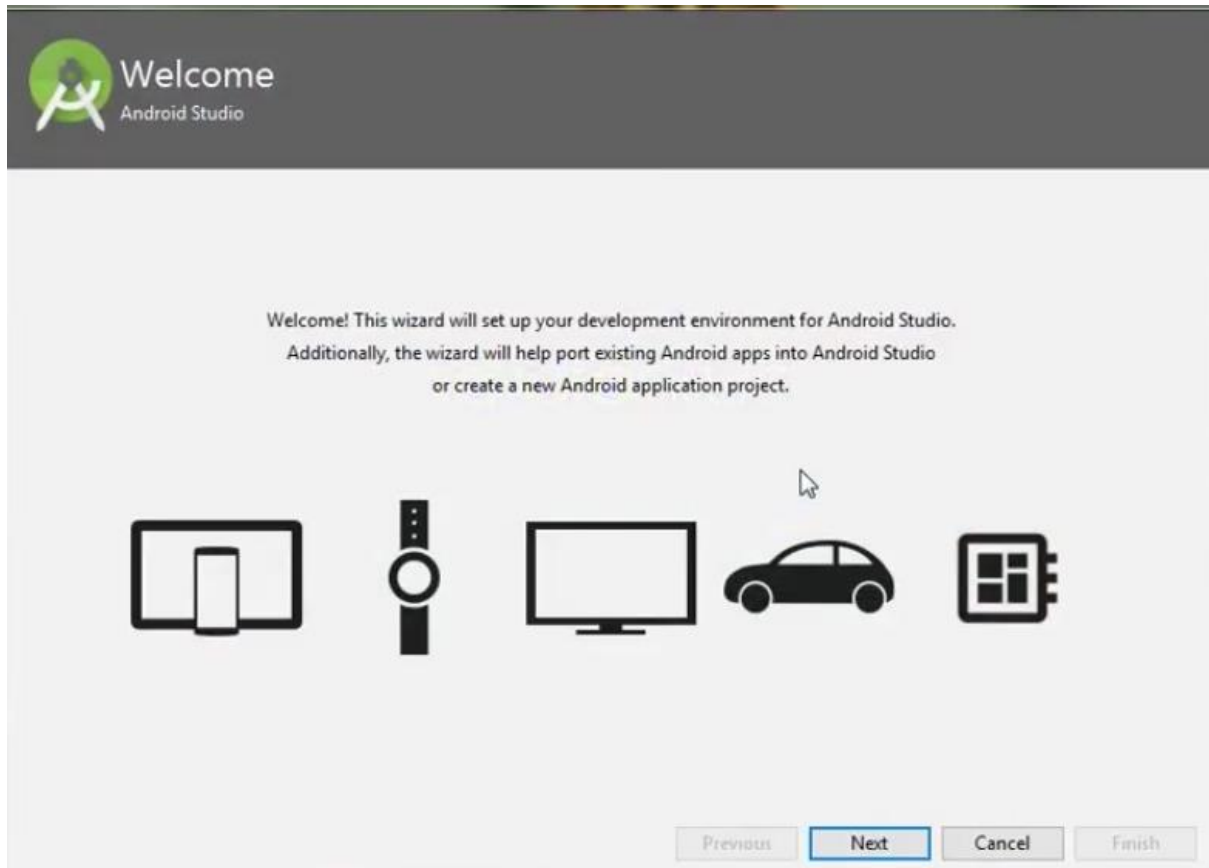 Welcome
Android Studio
Welcome! This wizard will set up your development environment for Android Studio.
Additionally, the wizard will help port existing Android apps into Android Studio
or create a new Android application project.
Previous Next Cancel Finish